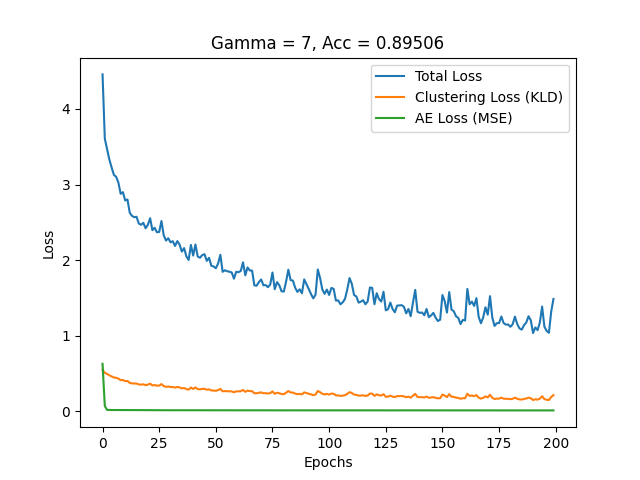 Gamma = 7, Acc = 0.89506
Total Loss
Clustering Loss (KLD)
AE Loss (MSE)
4
3
2
1
0
Loss
0 25 50 75 100 125 150 175 200
Epochs